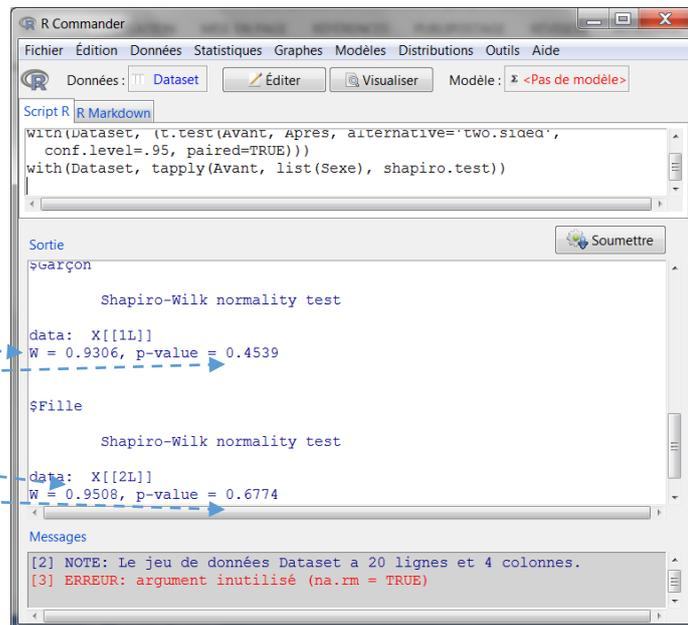 R Commander
Fichier Édition Données Statistiques Graphes Modèles Distributions Outils Aide
Données : Dataset Éditer Visualiser Modèle : Σ <Pas de modèle>
Script R R Markdown
with(Dataset, (t.test(Avant, Apres, alternative='two.sided',
conf.level=.95, paired=TRUE)))
with(Dataset, tapply(Avant, list(Sexe), shapiro.test))
Sortie Soumettre
$Garçon
Shapiro-Wilk normality test
data: X[[1L]]
W = 0.9306, p-value = 0.4539
$Fille
Shapiro-Wilk normality test
data: X[[2L]]
W = 0.9508, p-value = 0.6774
Messages
[2] NOTE: Le jeu de données Dataset a 20 lignes et 4 colonnes.
[3] ERREUR: argument inutilisé (na.rm = TRUE)